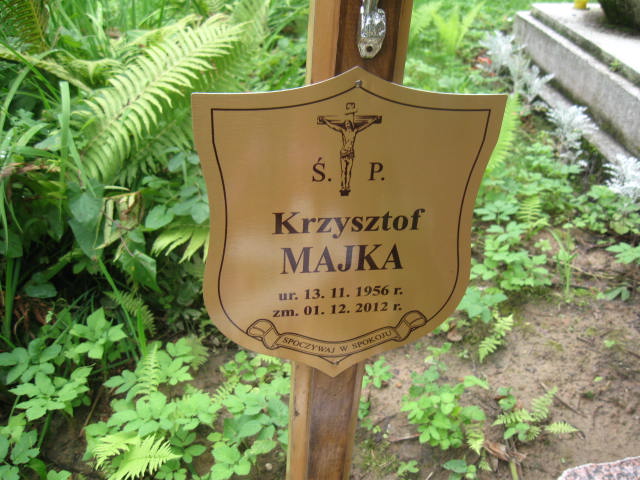 Ś. P.
Krzysztof
MAJKA
ur. 13. 11. 1956 r.
zm. 01. 12. 2012 r.
SPOCZYWAJ W SPOKOJU